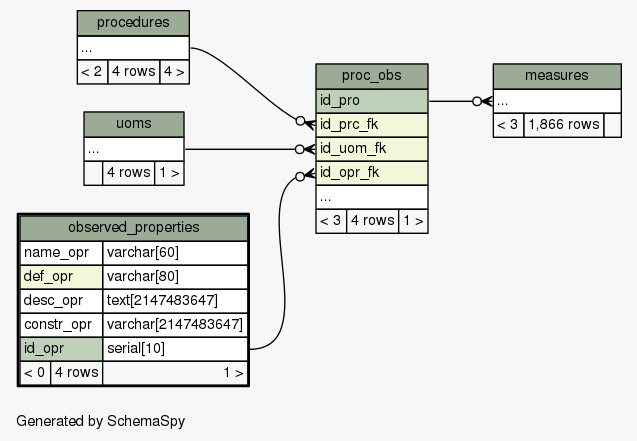 procedures
...
< 2 4 rows 4 >
uoms
...
4 rows 1 >
observed_properties
name_opr varchar[60]
def_opr varchar[80]
desc_opr text[2147483647]
constr_opr varchar[2147483647]
id_opr serial[10]
< 0 4 rows 1 >
proc_obs
id_pro
id_prc_fk
id_uom_fk
id_opr_fk
...
< 3 4 rows 1 >
measures
...
< 3 1,866 rows
Generated by SchemaSpy